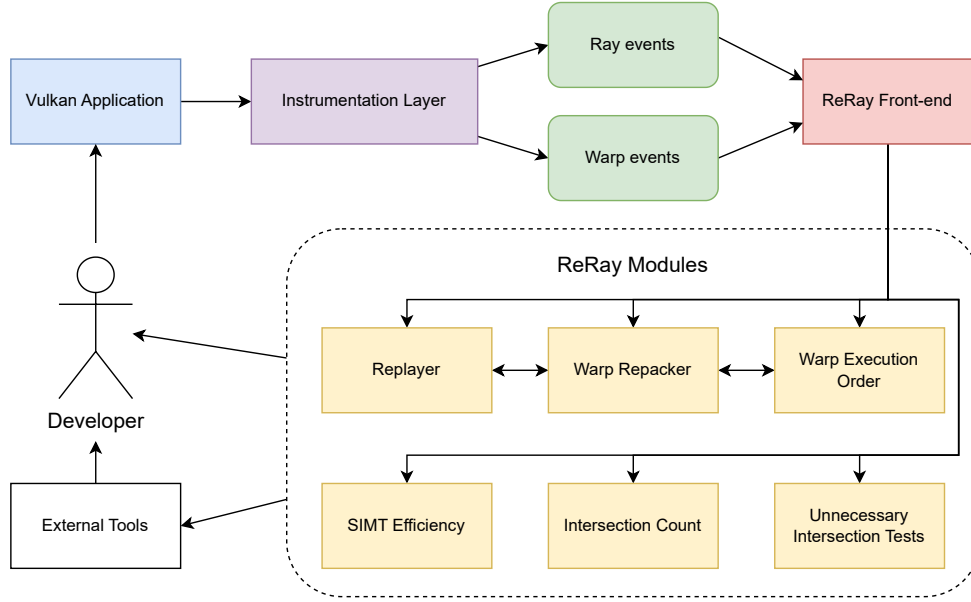 Ray events
Vulkan Application
Instrumentation Layer
ReRay Front-end
Warp events
ReRay Modules
Replayer
Warp Repacker
Warp Execution
Order
Developer
External Tools
SIMT Efficiency
Intersection Count
Unnecessary
Intersection Tests